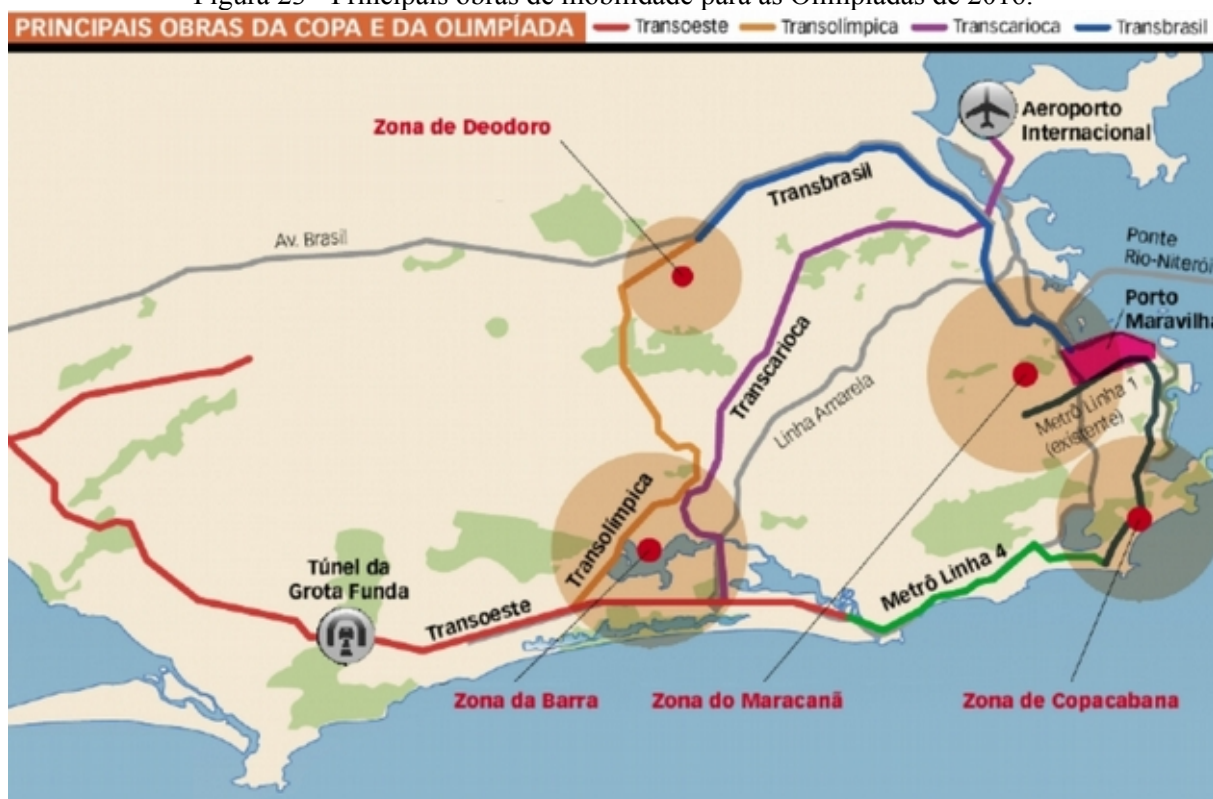 Figura 25 - Principais obras de mobilidade para as Olimpíadas de 2016.
PRINCIPAIS OBRAS DA COPA E DA OLIMPÍADA
Transoeste
Transolímpica
Transcarioca
Transbrasil
Aeroporto
Internacional
Zona de Deodoro
Transbrasil
Av. Brasil
Ponte
Rio-Niterói
Porto
Maravilha
Transcarioca
Linha Amarela
Metrô Linha 1
(existente)
Transolímpica
Túnel da
Grota Funda
Metrô Linha 4
Transoeste
Zona da Barra
Zona do Maracanã
Zona de Copacabana